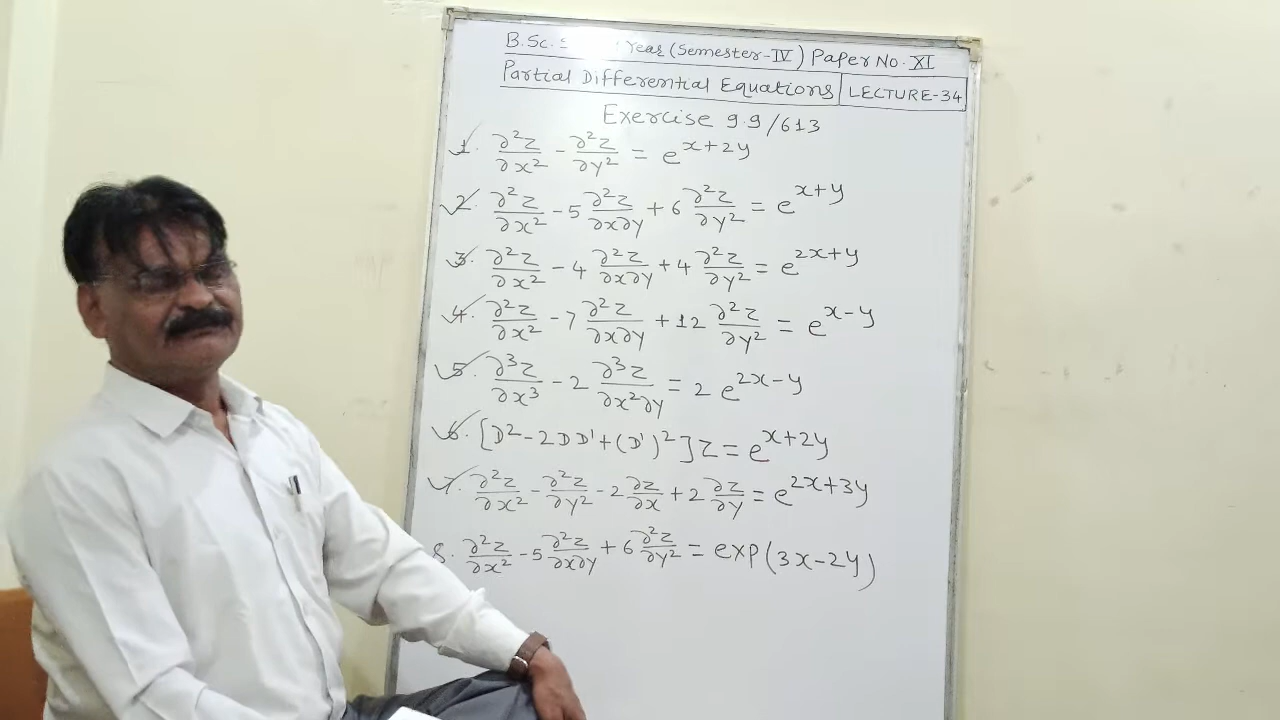 B.Sc. Year (Semester-IV) Paper No. XI
Partial Differential Equations LECTURE-34
Exercise 9.9/613
1. ∂²z/∂x² - ∂²z/∂y² = e^(x+2y)
2. ∂²z/∂x² - 5 ∂²z/∂x∂y + 6 ∂²z/∂y² = e^(x+y)
3. ∂²z/∂x² - 4 ∂²z/∂x∂y + 4 ∂²z/∂y² = e^(2x+y)
4. ∂²z/∂x² - 7 ∂²z/∂x∂y + 12 ∂²z/∂y² = e^(x-y)
5. ∂³z/∂x³ - 2 ∂³z/∂x²∂y = 2 e^(2x-y)
6. [D² - 2DD' + (D')²] z = e^(x+2y)
7. ∂²z/∂x² - ∂²z/∂y² - 2 ∂z/∂x + 2 ∂z/∂y = e^(2x+3y)
8. ∂²z/∂x² - 5 ∂²z/∂x∂y + 6 ∂²z/∂y² = exp(3x-2y)